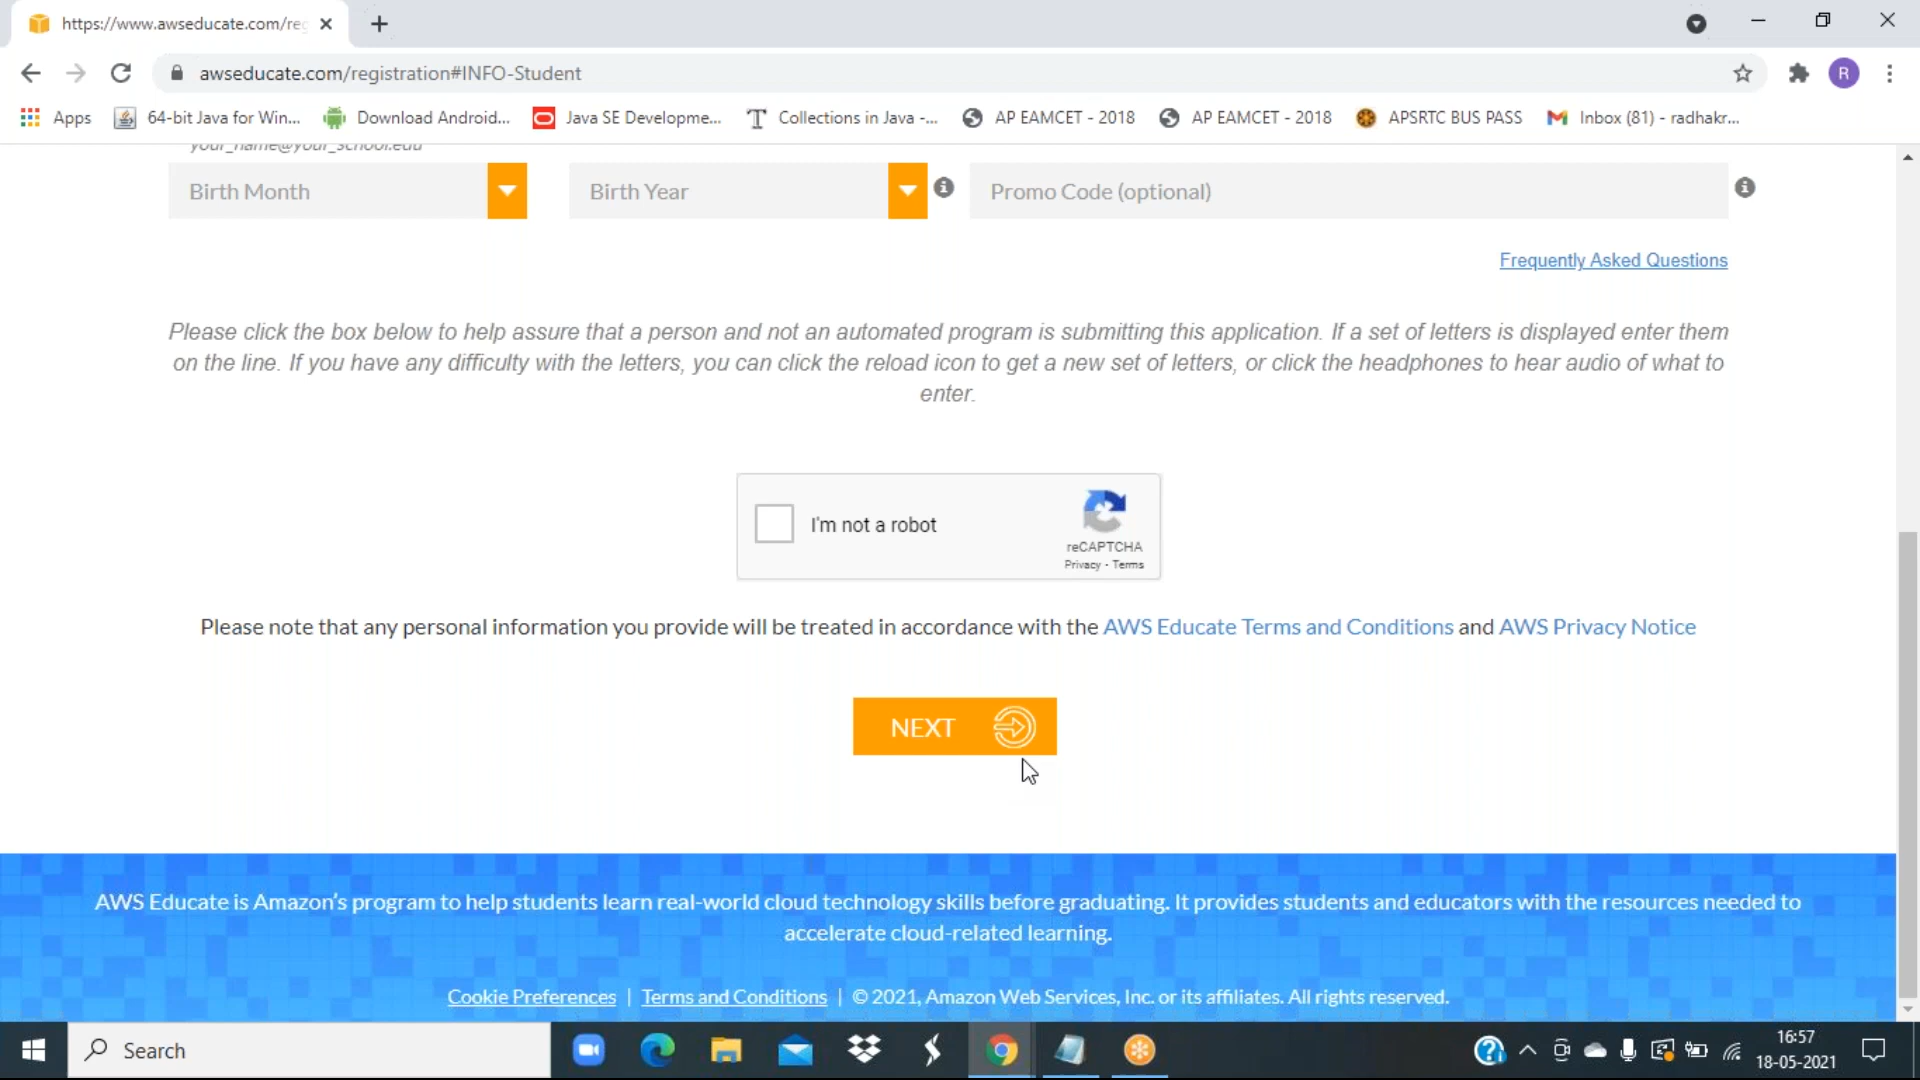 https://www.awseducate.com/reg
awseducate.com/registration#INFO-Student
R
Apps
64-bit Java for Win...
Download Android...
Java SE Developme...
Collections in Java -...
AP EAMCET - 2018
AP EAMCET - 2018
APSRTC BUS PASS
Inbox (81) - radhakr...
your_name@your_school.edu
Birth Month
Birth Year
Promo Code (optional)
Frequently Asked Questions
Please click the box below to help assure that a person and not an automated program is submitting this application. If a set of letters is displayed enter them
on the line. If you have any difficulty with the letters, you can click the reload icon to get a new set of letters, or click the headphones to hear audio of what to
enter.
I'm not a robot
reCAPTCHA
Privacy - Terms
Please note that any personal information you provide will be treated in accordance with the AWS Educate Terms and Conditions and AWS Privacy Notice
NEXT
AWS Educate is Amazon's program to help students learn real-world cloud technology skills before graduating. It provides students and educators with the resources needed to
accelerate cloud-related learning.
Cookie Preferences | Terms and Conditions | © 2021, Amazon Web Services, Inc. or its affiliates. All rights reserved.
Search
16:57
18-05-2021